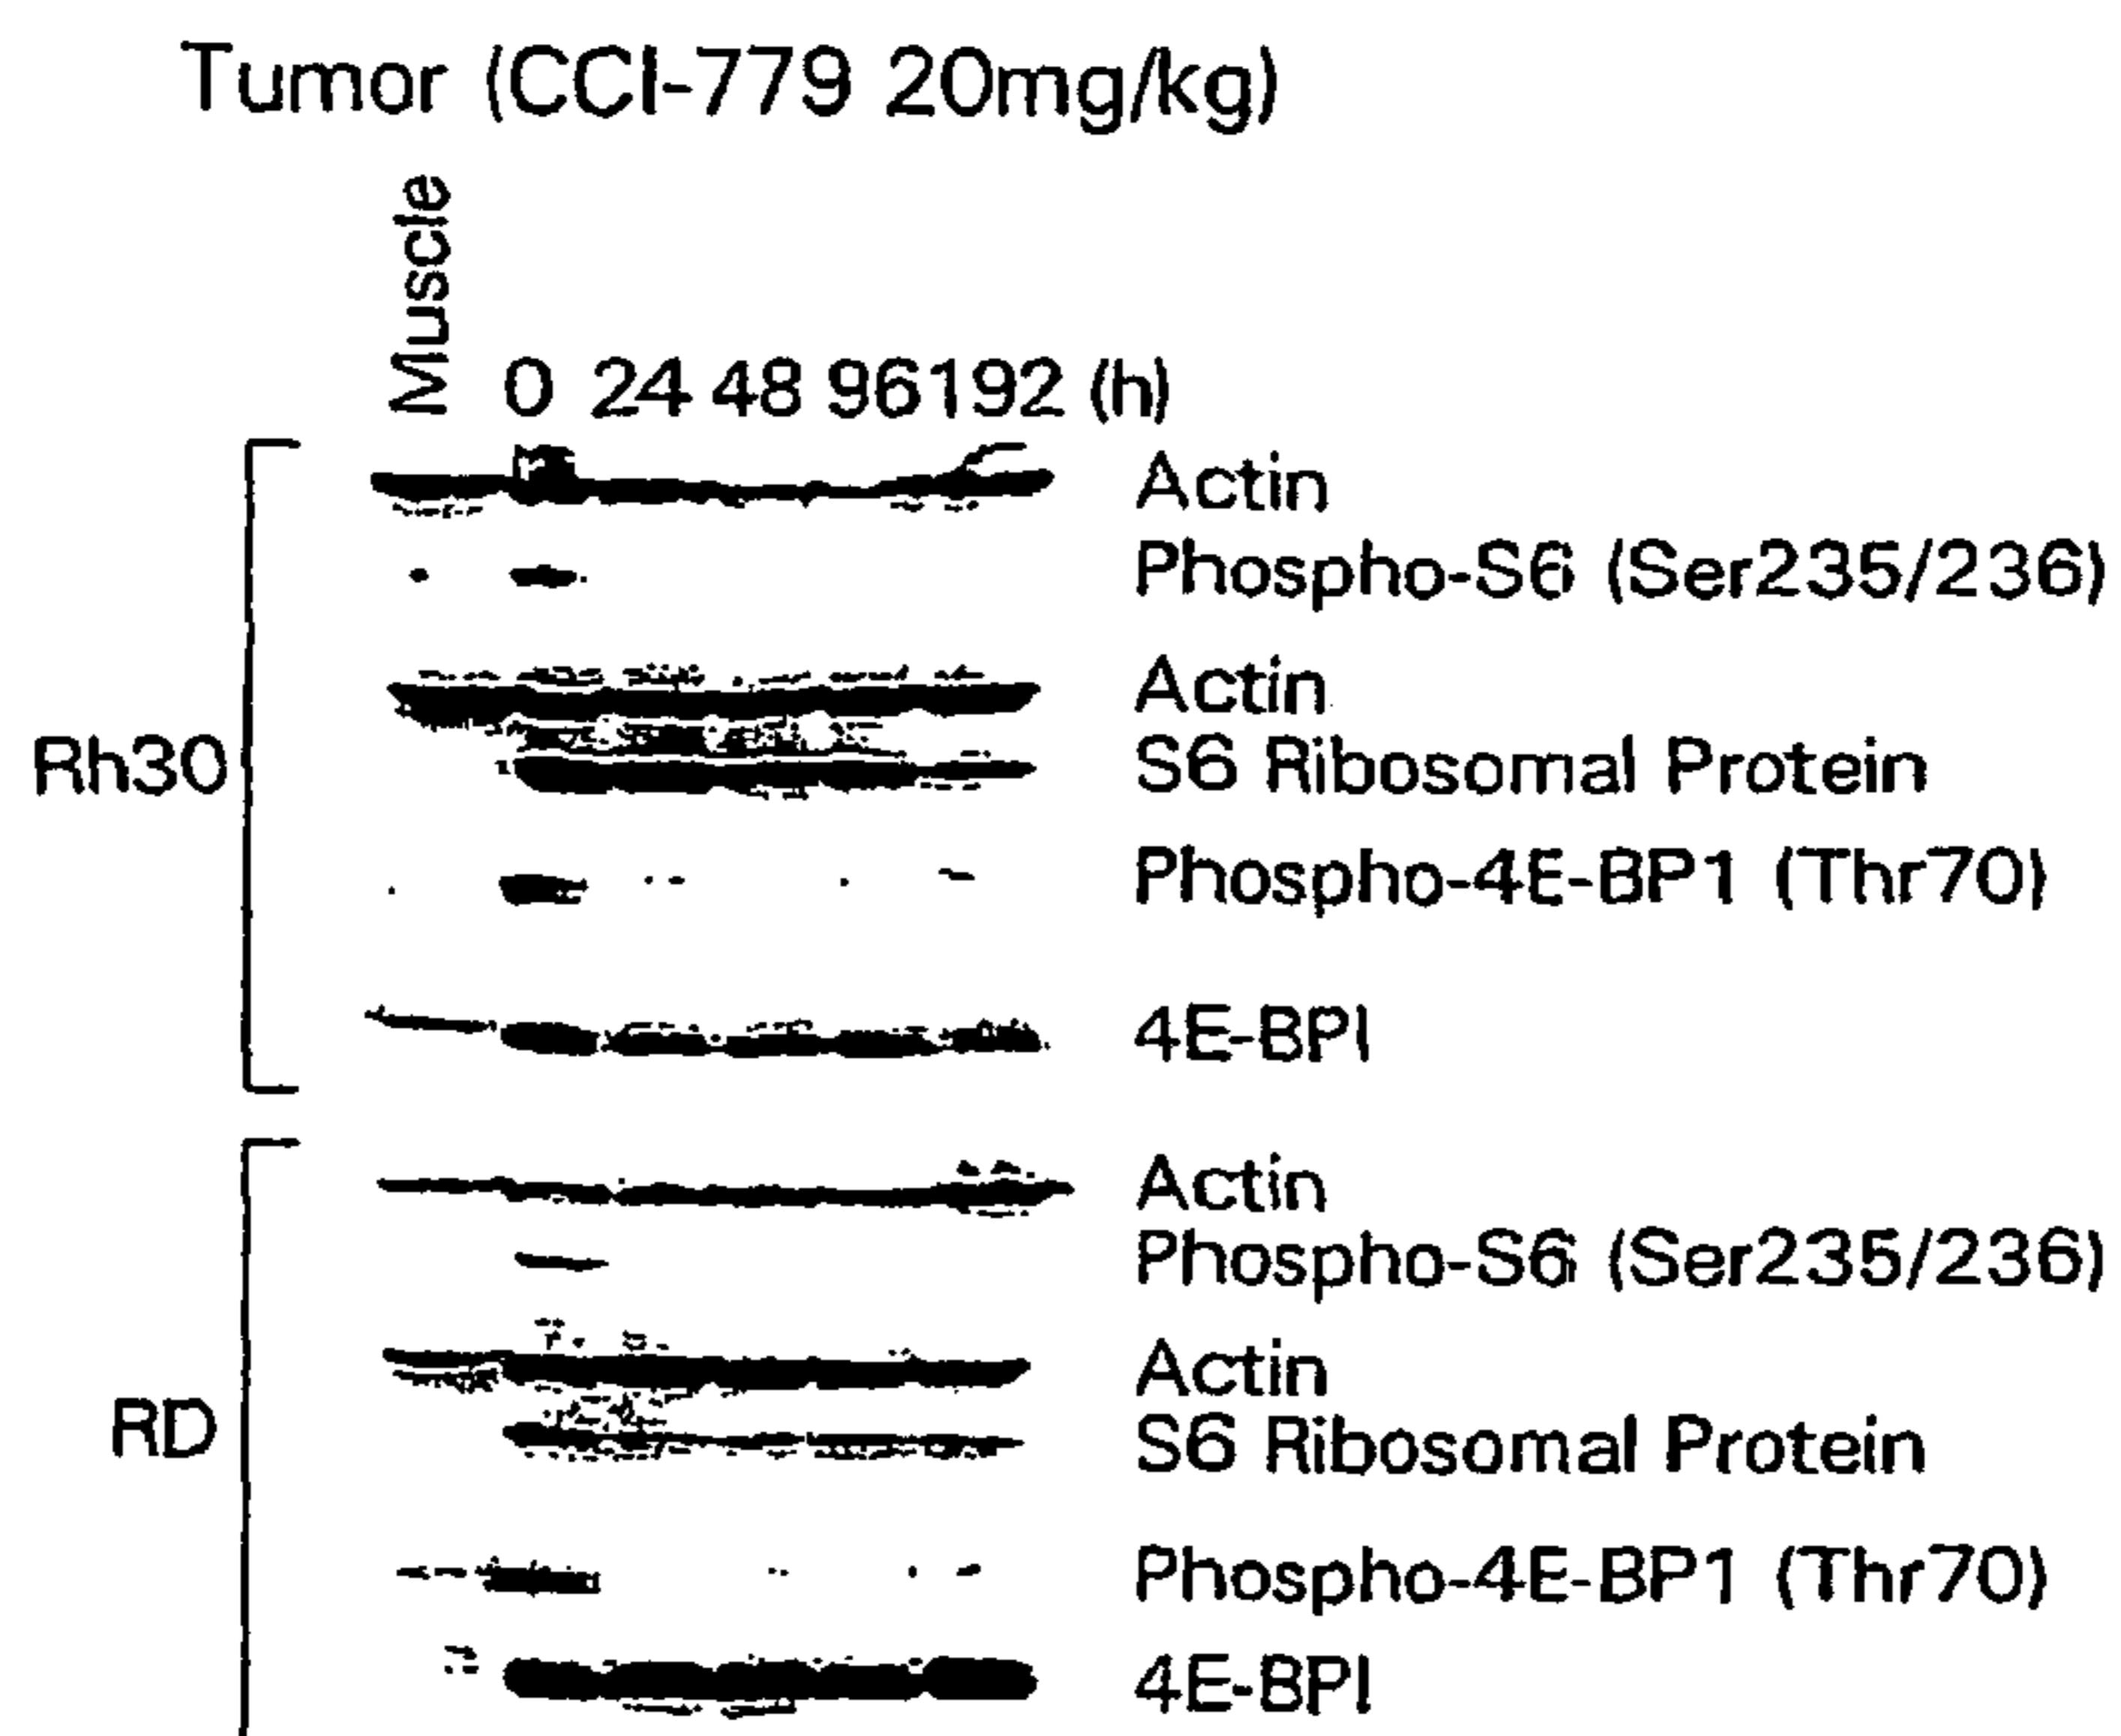 Tumor (CCI-779 20mg/kg)
Muscle
0 24 48 96 192 (h)
Rh30
Actin
Phospho-S6 (Ser235/236)
Actin
S6 Ribosomal Protein
Phospho-4E-BP1 (Thr70)
4E-BPI
RD
Actin
Phospho-S6 (Ser235/236)
Actin
S6 Ribosomal Protein
Phospho-4E-BP1 (Thr70)
4E-BPI